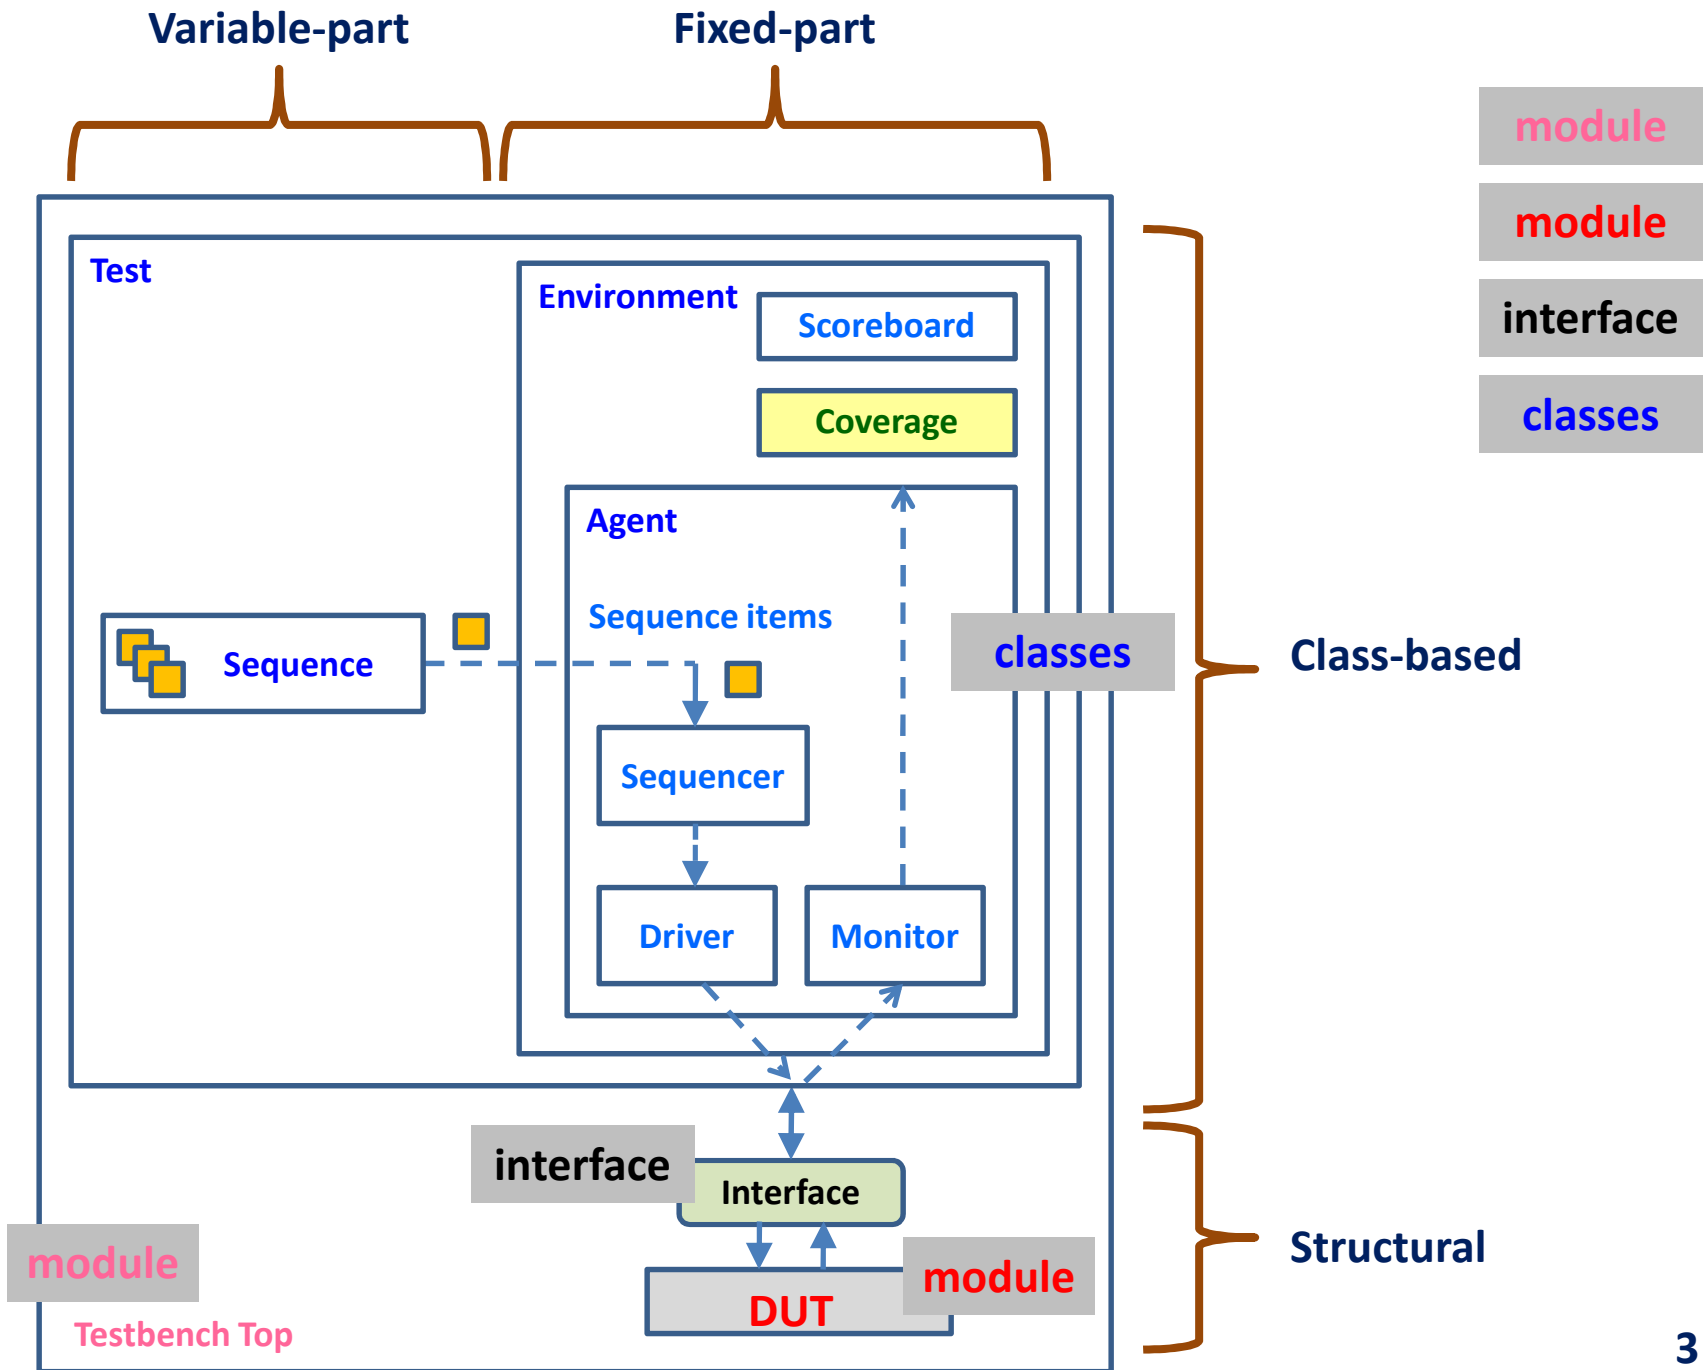 Variable-part
Fixed-part
module
module
interface
classes
Test
Environment
Scoreboard
Coverage
Agent
Sequence items
Sequence
classes
Class-based
Sequencer
Driver
Monitor
interface
Interface
module
Structural
module
DUT
Testbench Top
3